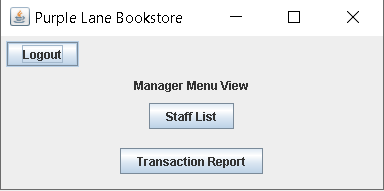 Purple Lane Bookstore
Logout
Manager Menu View
Staff List
Transaction Report